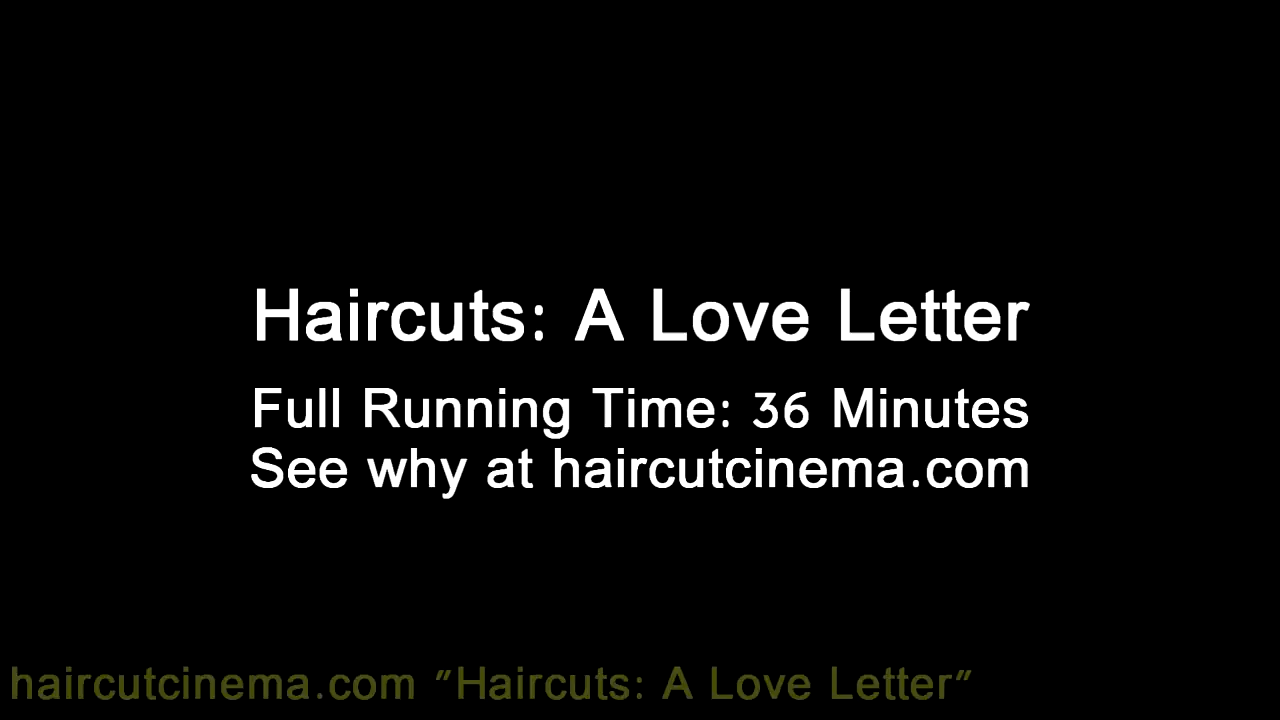 Haircuts: A Love Letter
Full Running Time: 36 Minutes
See why at haircutcinema.com
haircutcinema.com "Haircuts: A Love Letter"